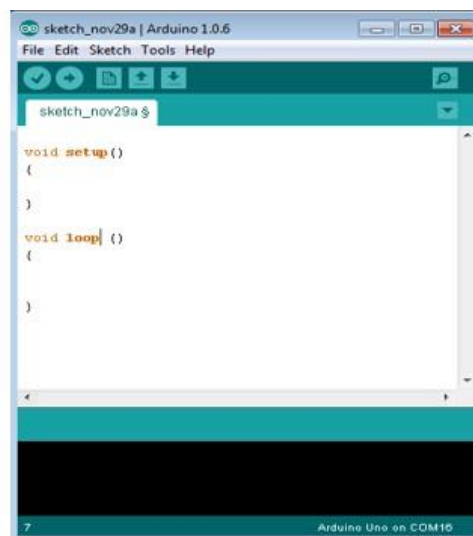 sketch_nov29a | Arduino 1.0.6
File Edit Sketch Tools Help
sketch_nov29a §
void setup()
{
}
void loop ()
{
}
7 Arduino Uno on COM16